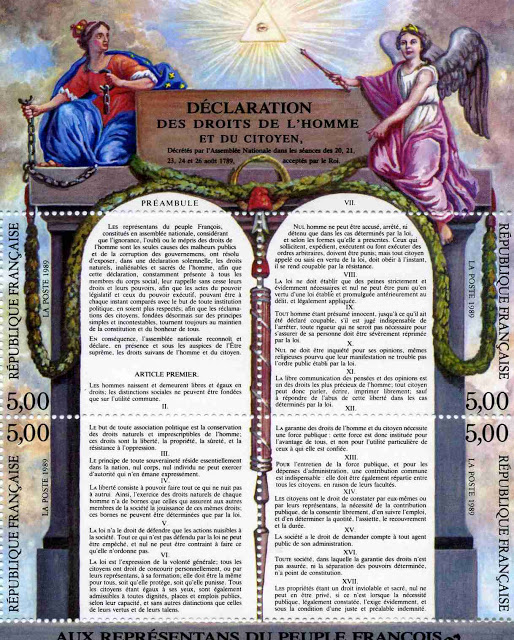 DÉCLARATION
DES DROITS DE L'HOMME
ET DU CITOYEN,
Décrétés par l'Assemblée Nationale dans les séances des 20, 21,
23, 24 et 26 août 1789, acceptés par le Roi.
PRÉAMBULE
LES représentants du peuple Français,
constitués en assemblée nationale, considérant
que l'ignorance, l'oubli ou le mépris des droits de
l'homme sont les seules causes des malheurs publics
et de la corruption des gouvernements, ont résolu
d'exposer, dans une déclaration solennelle, les droits
naturels, inaliénables et sacrés de l'homme, afin que
cette déclaration, constamment présente à tous les
membres du corps social, leur rappelle sans cesse leurs
droits et leurs pouvoirs, afin que les actes du pouvoir
législatif et ceux du pouvoir exécutif, pouvant être à
chaque instant comparés avec le but de toute institution
politique, en soient plus respectés; afin que les réclama-
tions des citoyens, fondées désormais sur des principes
simples et incontestables, tournent toujours au maintien
de la constitution et du bonheur de tous.
En conséquence, l'assemblée nationale reconnoît et
déclare, en présence et sous les auspices de l'Être
suprême, les droits suivans de l'homme et du citoyen.
ARTICLE PREMIER.
LES hommes naissent et demeurent libres et égaux en
droits; les distinctions sociales ne peuvent être fondées
que sur l'utilité commune.
II.
LE but de toute association politique est la conservation
des droits naturels et imprescriptibles de l'homme;
ces droits sont la liberté, la propriété, la sûreté, et la
résistance à l'oppression.
III.
LE principe de toute souveraineté réside essentiellement
dans la nation, nul corps, nul individu ne peut exercer
d'autorité qui n'en émane expressément.
IV
LA liberté consiste à pouvoir faire tout ce qui ne nuit pas
à autrui. Ainsi, l'exercice des droits naturels de chaque
homme n'a de bornes que celles qui assurent aux autres
membres de la société la jouissance de ces mêmes droits;
ces bornes ne peuvent être déterminées que par la loi.
V
LA loi n'a le droit de défendre que les actions nuisibles à
la société. Tout ce qui n'est pas défendu par la loi ne peut
être empêché, et nul ne peut être contraint à faire ce
qu'elle n'ordonne pas.
VI.
LA loi est l'expression de la volonté générale; tous les
citoyens ont droit de concourir personnellement, ou par
leurs représentants, à sa formation; elle doit être la même
pour tous, soit qu'elle protège, soit qu'elle punisse. Tous
les citoyens étant égaux à ses yeux, sont également
admissibles à toutes dignités, places et emplois publics,
selon leur capacité, et sans autres distinctions que celles
de leurs vertus et de leurs talens.
VII.
NUL homme ne peut être accusé, arrêté, ni
détenu que dans les cas déterminés par la loi,
et selon les formes qu'elle a prescrites. Ceux qui
sollicitent, expédient, exécutent ou font exécuter des
ordres arbitraires, doivent être punis; mais tout citoyen
appelé ou saisi en vertu de la loi, doit obéir à l'instant,
il se rend coupable par la résistance.
VIII.
LA loi ne doit établir que des peines strictement et
évidemment nécessaires et nul ne peut être puni qu'en
vertu d'une loi établie et promulguée antérieurement au
délit, et légalement appliquée.
IX.
TOUT homme étant présumé innocent, jusqu'à ce qu'il ait
été déclaré coupable, s'il est jugé indispensable de
l'arrêter, toute rigueur qui ne seroit pas nécessaire pour
s'assurer de sa personne doit être sévèrement réprimée
par la loi.
X.
NUL ne doit être inquiété pour ses opinions, mêmes
religieuses pourvu que leur manifestation ne trouble pas
l'ordre public établi par la loi.
XI.
LA libre communication des pensées et des opinions est
un des droits les plus précieux de l'homme; tout citoyen
peut donc parler, écrire, imprimer librement; sauf
à répondre de l'abus de cette liberté dans les cas
déterminés par la loi.
XII.
LA garantie des droits de l'homme et du citoyen nécessite
une force publique; cette force est donc instituée pour
l'avantage de tous, et non pour l'utilité particulière de
ceux à qui elle est confiée.
XIII.
POUR l'entretien de la force publique, et pour les
dépenses d'administration, une contribution commune
est indispensable; elle doit être également répartie entre
tous les citoyens, en raison de leurs facultés.
XIV.
LES citoyens ont le droit de constater par eux-mêmes ou
par leurs représentants, la nécessité de la contribution
publique, de la consentir librement, d'en suivre l'emploi,
et d'en déterminer la quotité, l'assiette, le recouvrement
et la durée.
XV.
LA société a le droit de demander compte à tout agent
public de son administration.
XVI.
TOUTE société, dans laquelle la garantie des droits n'est
pas assurée, ni la séparation des pouvoirs déterminée,
n'a point de constitution.
XVII.
LES propriétés étant un droit inviolable et sacré, nul ne
peut en être privé, si ce n'est lorsque la nécessité
publique, légalement constatée, l'exige évidemment, et
sous la condition d'une juste et préalable indemnité.
RÉPUBLIQUE FRANÇAISE
LA POSTE 1989
5,00
RÉPUBLIQUE FRANÇAISE
LA POSTE 1989
5,00
5,00
RÉPUBLIQUE FRANÇAISE
LA POSTE 1989
5,00
RÉPUBLIQUE FRANÇAISE
LA POSTE 1989
AUX REPRÉSENTANS DU PEUPLE FRANÇOIS